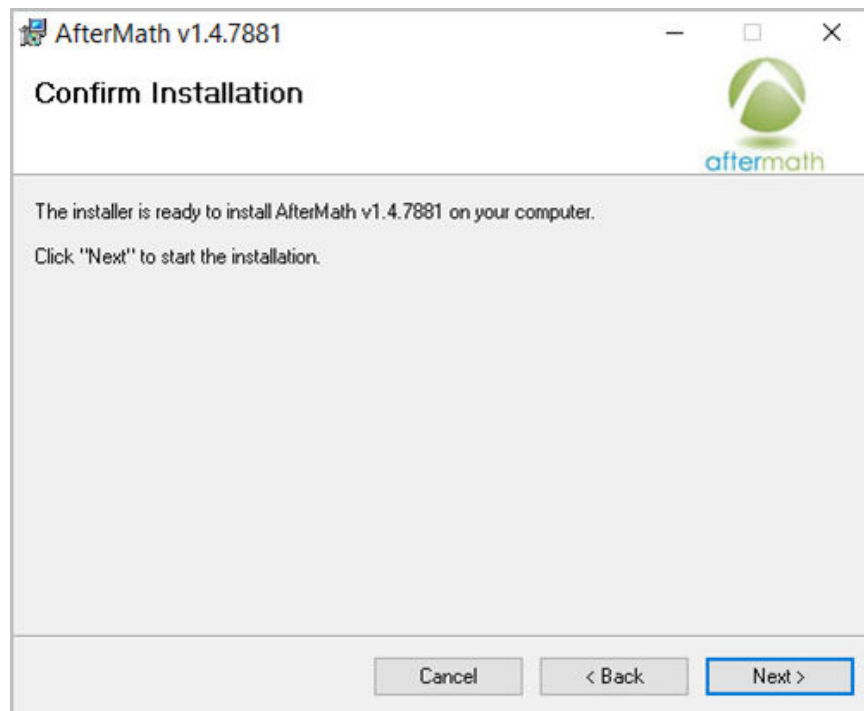 AfterMath v1.4.7881
Confirm Installation
aftermath
The installer is ready to install AfterMath v1.4.7881 on your computer.
Click "Next" to start the installation.
Cancel
< Back
Next >